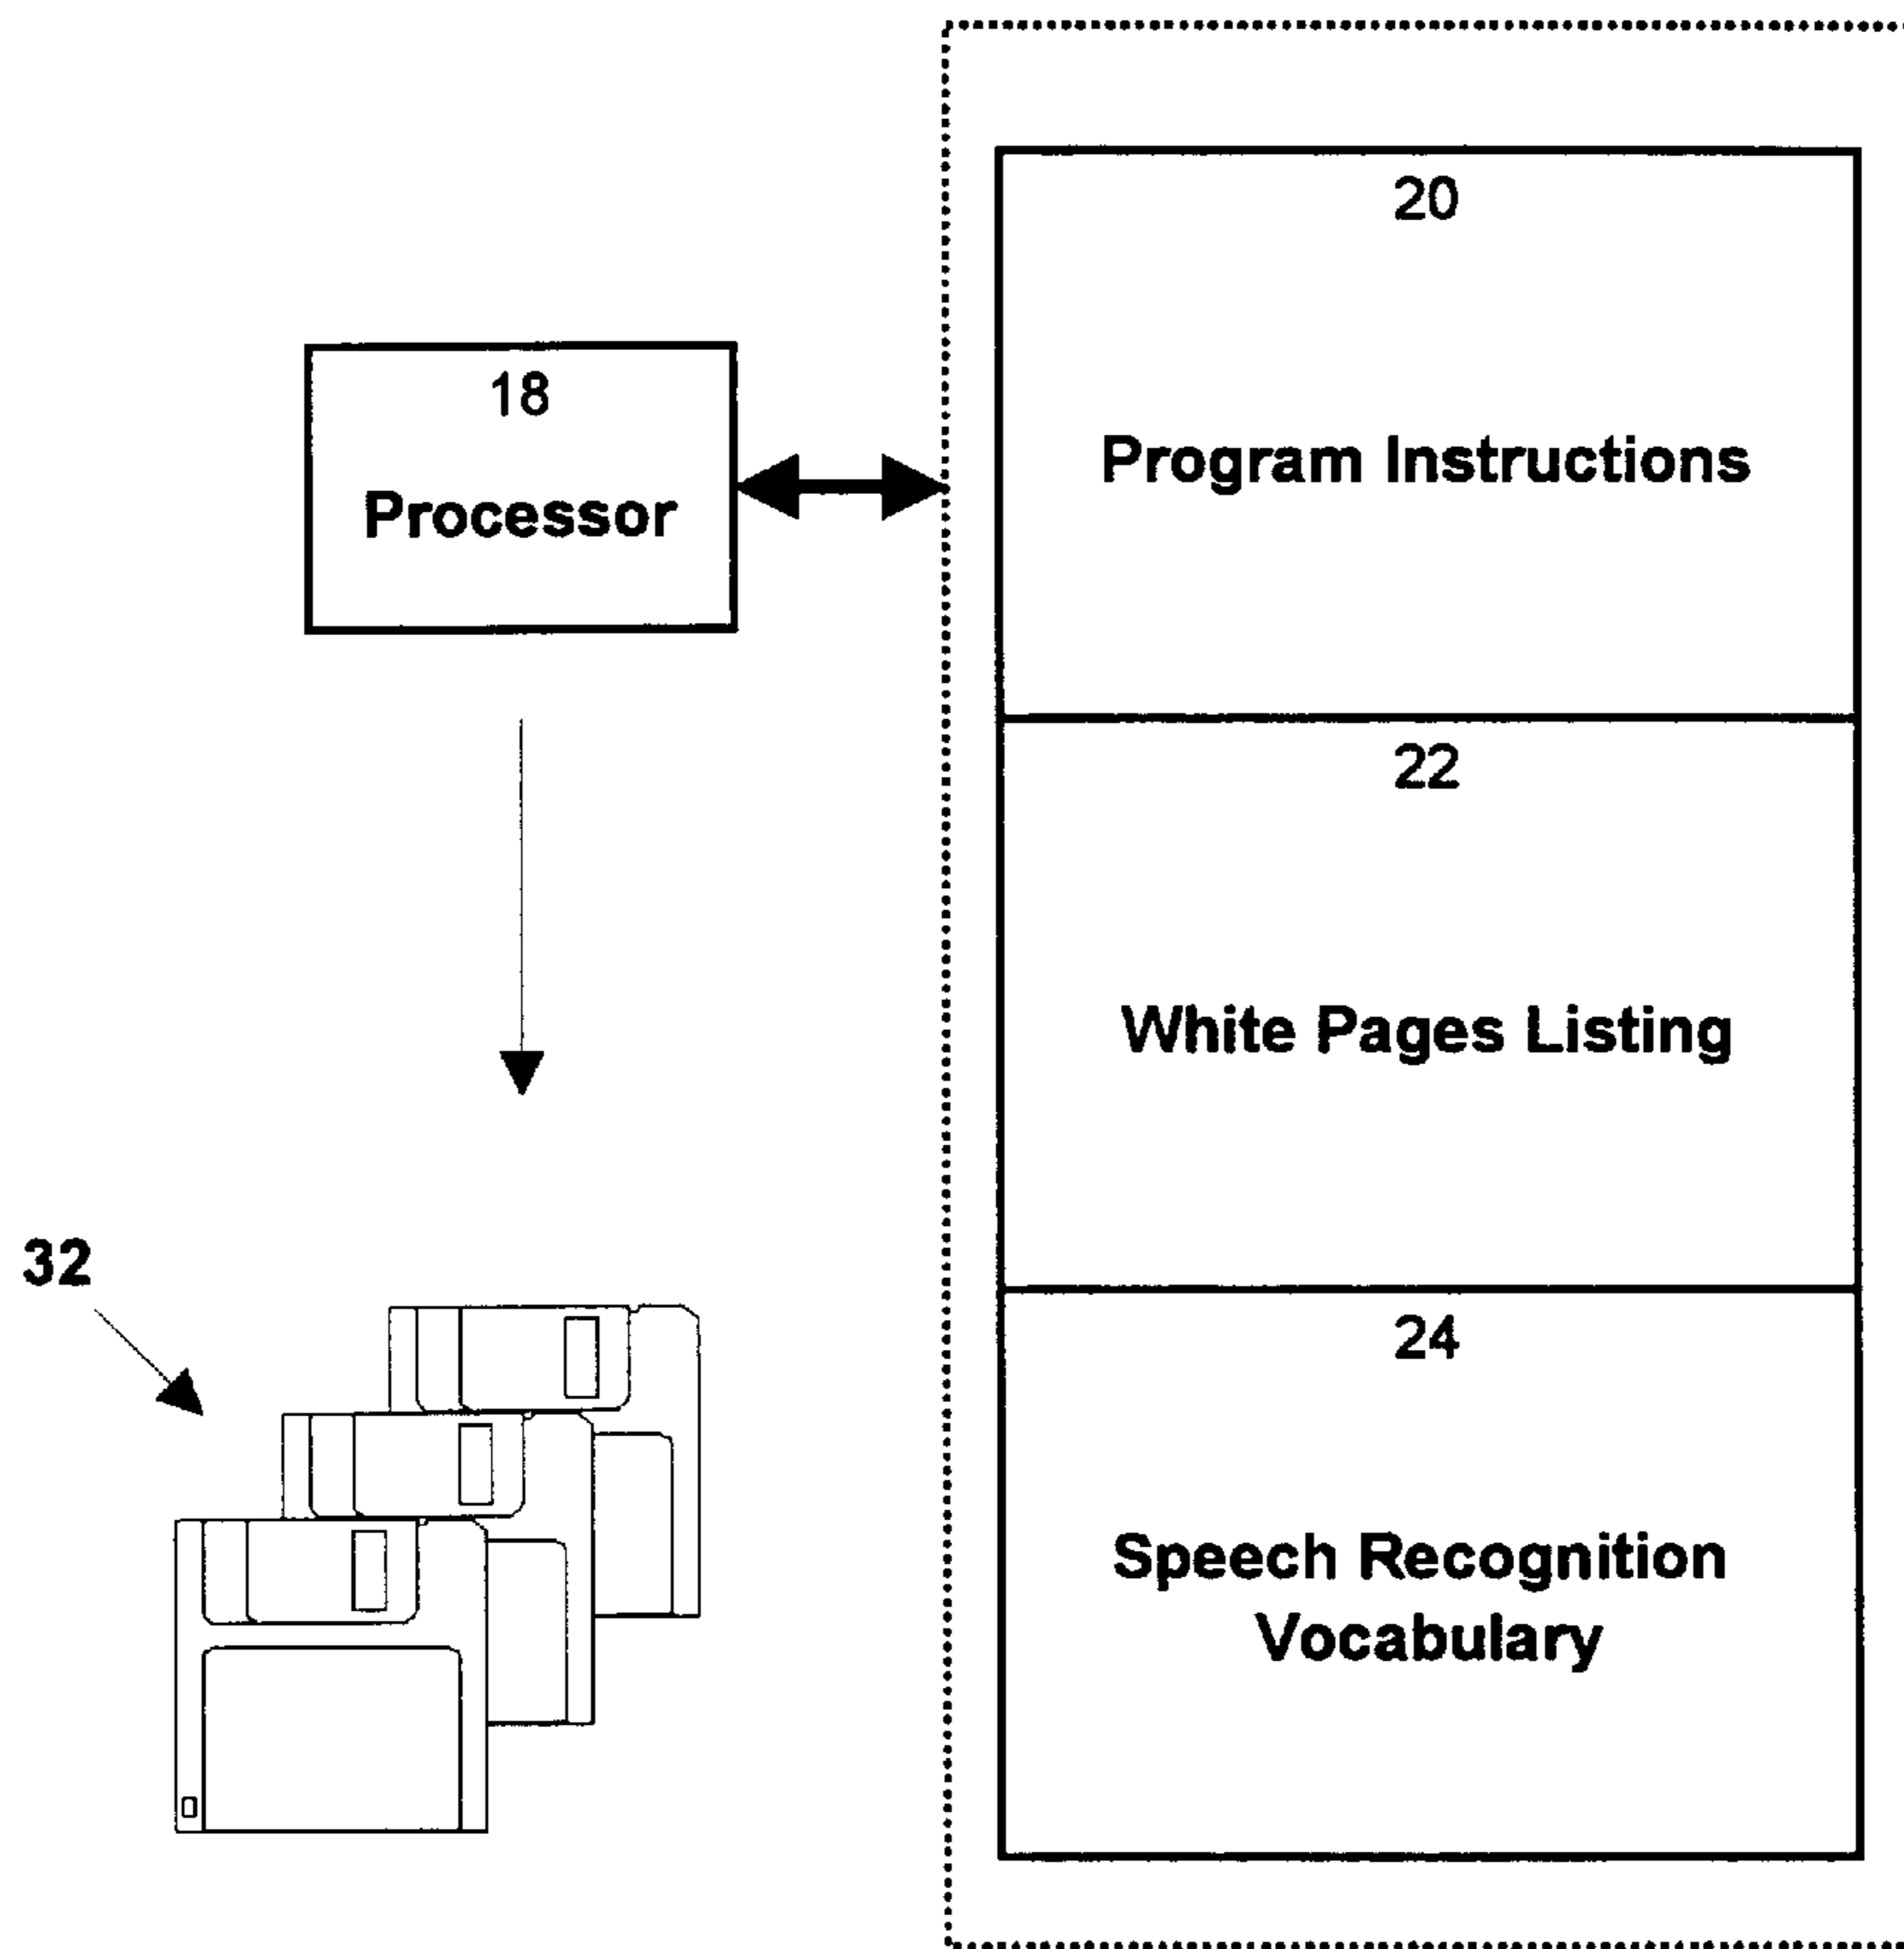 18
Processor
32
20
Program Instructions
22
White Pages Listing
24
Speech Recognition
Vocabulary